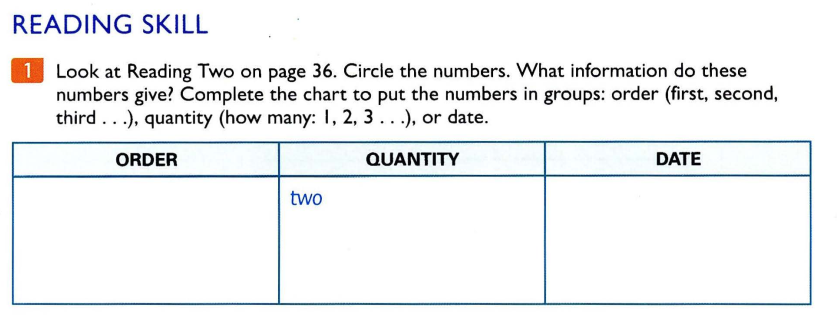 READING SKILL
1 Look at Reading Two on page 36. Circle the numbers. What information do these
numbers give? Complete the chart to put the numbers in groups: order (first, second,
third . . .), quantity (how many: 1, 2, 3 . . .), or date.
ORDER QUANTITY DATE
two